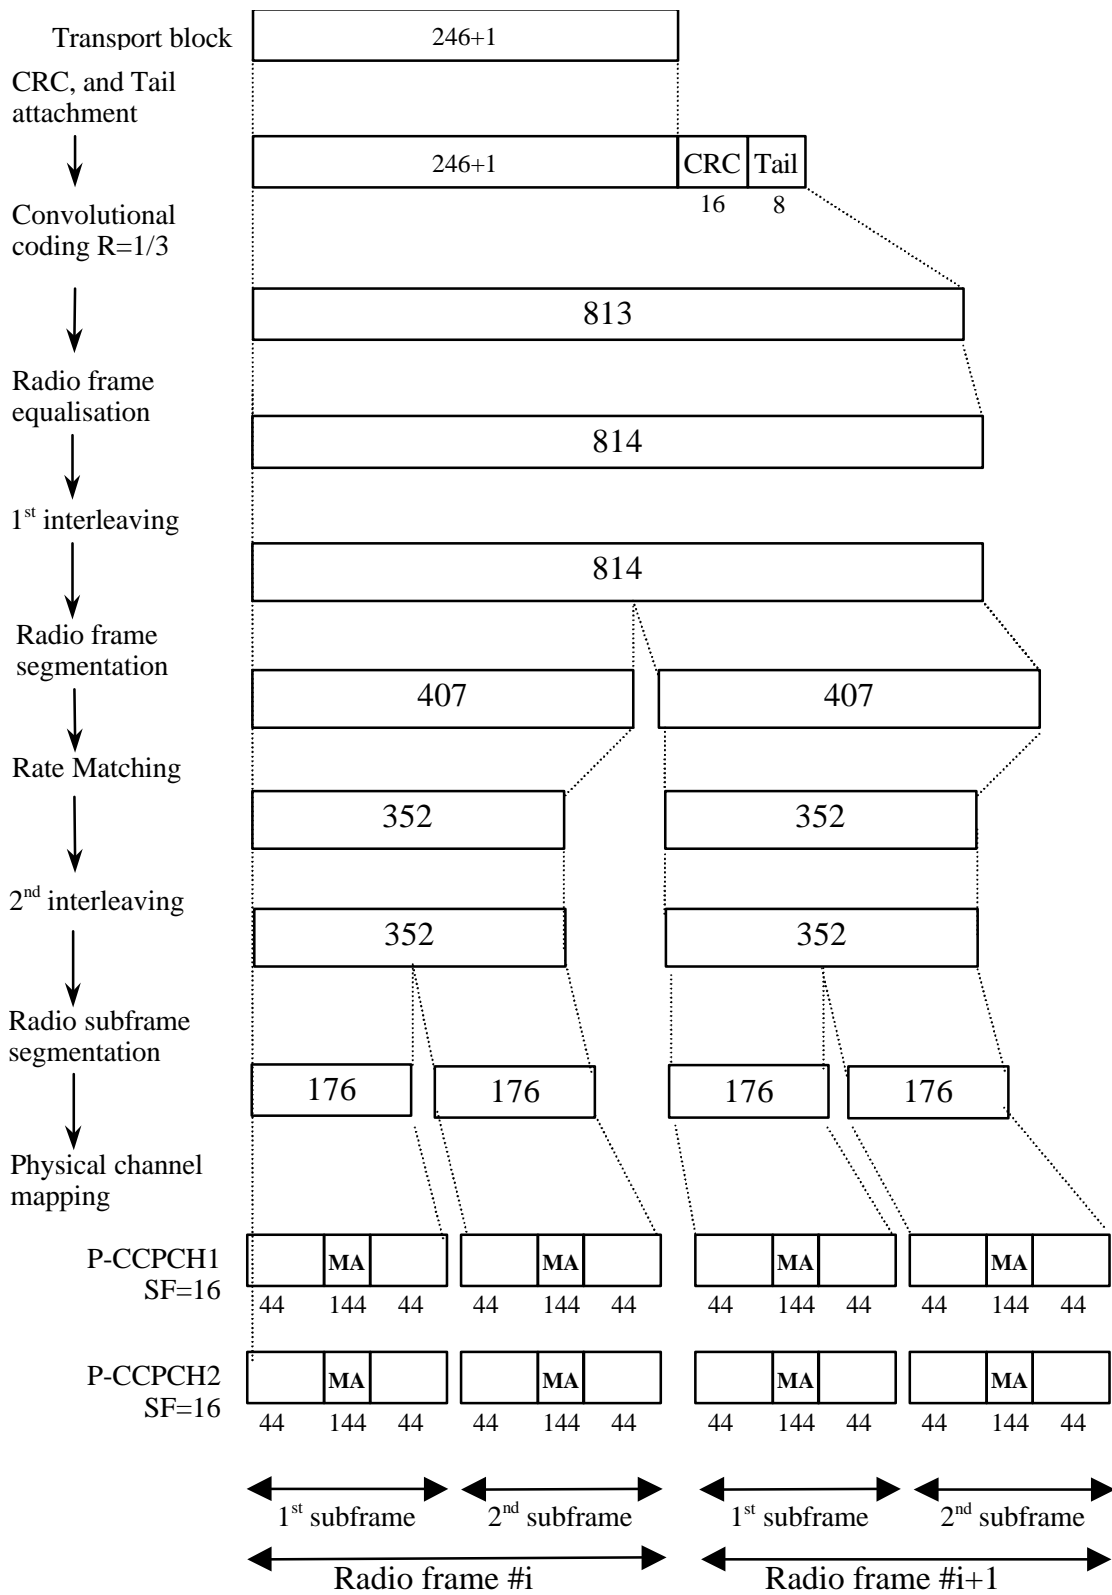 Transport block
246+1
CRC, and Tail
attachment
246+1 CRC Tail
16 8
Convolutional
coding R=1/3
813
Radio frame
equalisation
814
1st interleaving
814
Radio frame
segmentation
407 407
Rate Matching
352 352
2nd interleaving
352 352
Radio subframe
segmentation
176 176 176 176
Physical channel
mapping
P-CCPCH1
SF=16
MA MA MA MA
44 144 44 44 144 44 44 144 44 44 144 44
P-CCPCH2
SF=16
MA MA MA MA
44 144 44 44 144 44 44 144 44 44 144 44
1st subframe 2nd subframe 1st subframe 2nd subframe
Radio frame #i Radio frame #i+1